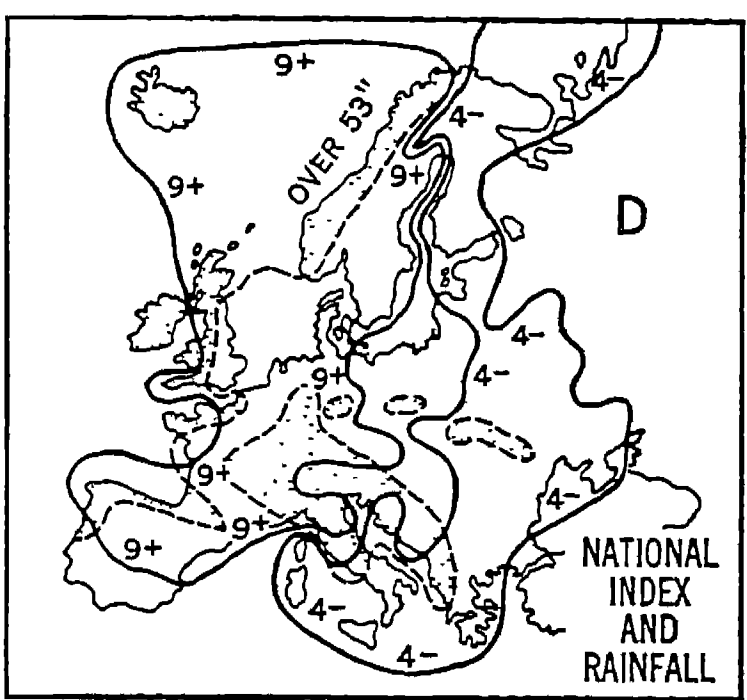 9+
OVER 53"
4-
4-
9+
9+
D
4-
9+
4-
9+
9+
4-
9+
4-
4-
NATIONAL
INDEX
AND
RAINFALL